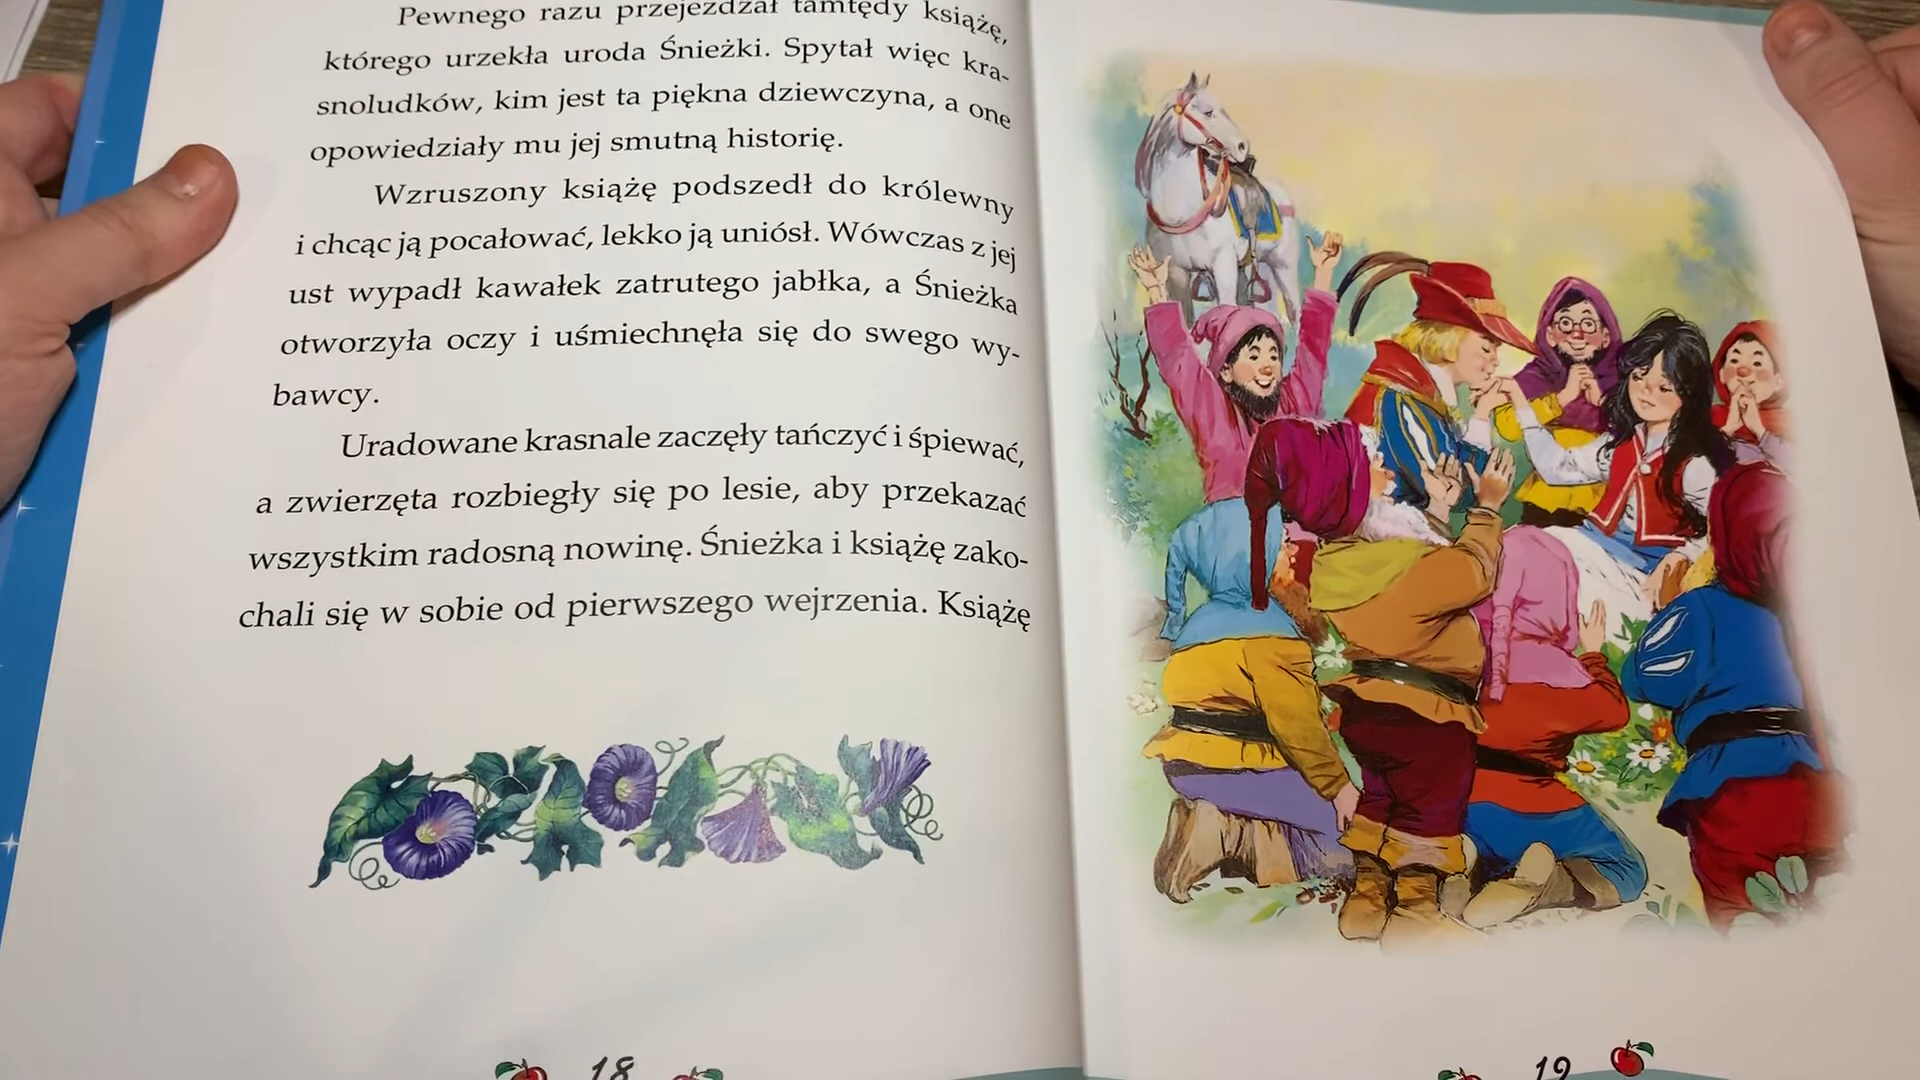 Pewnego razu przejeżdżał tamtędy książę,
którego urzekła uroda Śnieżki. Spytał więc kra-
snoludków, kim jest ta piękna dziewczyna, a one
opowiedziały mu jej smutną historię.
Wzruszony książę podszedł do królewny
i chcąc ją pocałować, lekko ją uniósł. Wówczas z jej
ust wypadł kawałek zatrutego jabłka, a Śnieżka
otworzyła oczy i uśmiechnęła się do swego wy-
bawcy.
Uradowane krasnale zaczęły tańczyć i śpiewać,
a zwierzęta rozbiegły się po lesie, aby przekazać
wszystkim radosną nowinę. Śnieżka i książę zako-
chali się w sobie od pierwszego wejrzenia. Książę
18
19